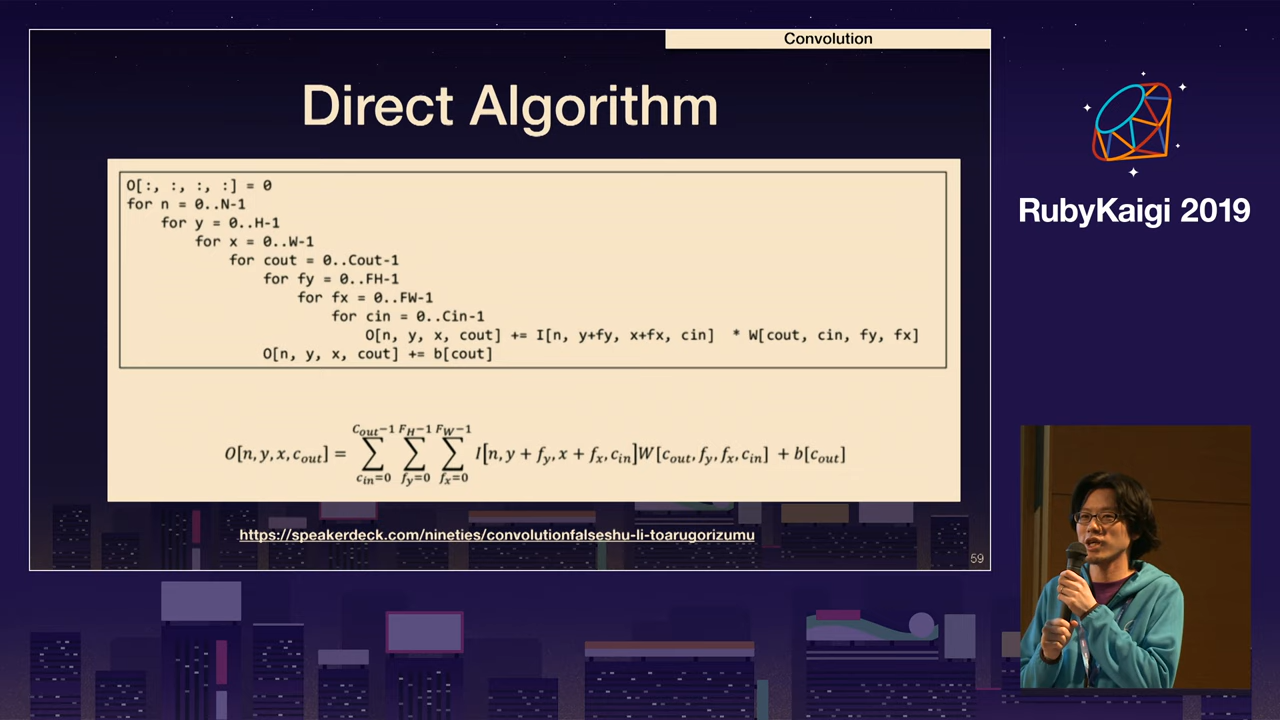 Convolution
Direct Algorithm
O[:, :, :, :] = 0
for n = 0..N-1
for y = 0..H-1
for x = 0..W-1
for cout = 0..Cout-1
for fy = 0..FH-1
for fx = 0..FW-1
for cin = 0..Cin-1
O[n, y, x, cout] += I[n, y+fy, x+fx, cin] * W[cout, cin, fy, fx]
O[n, y, x, cout] += b[cout]
O[n, y, x, c_out] = ∑_{c_in=0}^{C_out−1} ∑_{f_y=0}^{F_H−1} ∑_{f_x=0}^{F_W−1} I[n, y + f_y, x + f_x, c_in]W[c_out, f_y, f_x, c_in] + b[c_out]
https://speakerdeck.com/nineties/convolutionfalseshu-li-toarugorizumu
59
RubyKaigi 2019